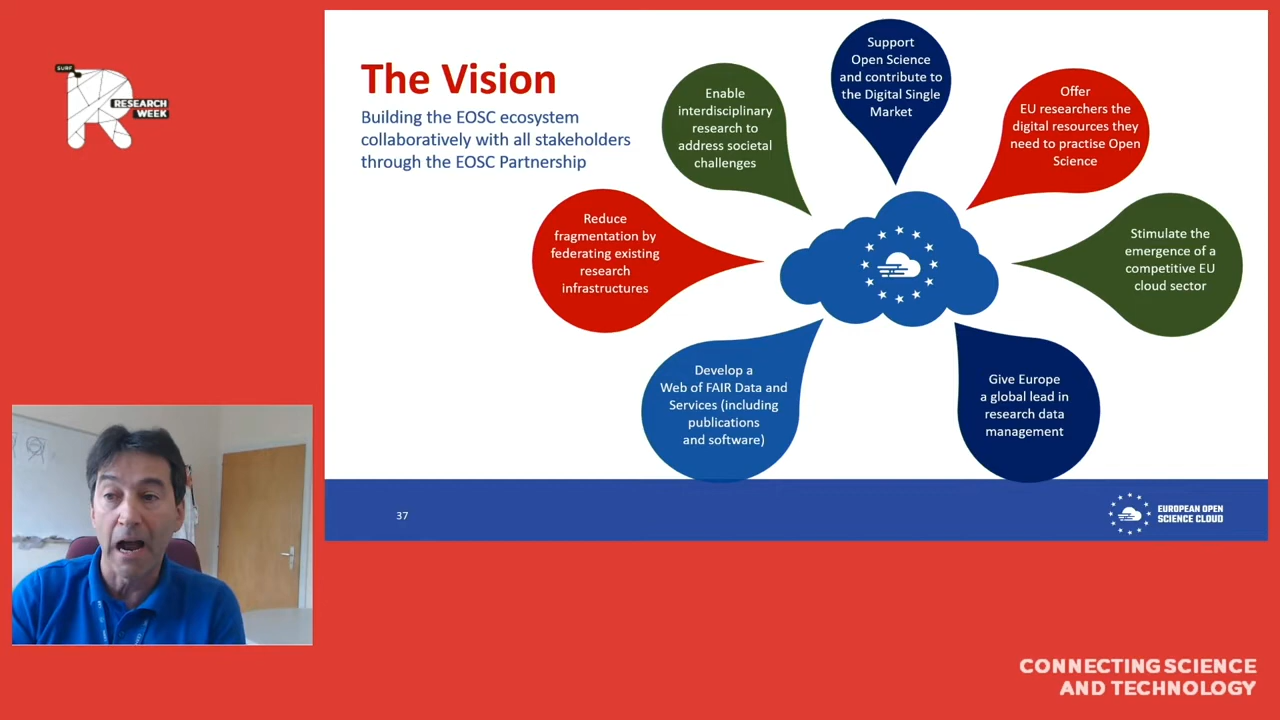 SURF
RESEARCH
WEEK
The Vision
Building the EOSC ecosystem
collaboratively with all stakeholders
through the EOSC Partnership
Support
Open Science
and contribute to
the Digital Single
Market
Enable
interdisciplinary
research to
address societal
challenges
Offer
EU researchers the
digital resources they
need to practise Open
Science
Reduce
fragmentation by
federating existing
research
infrastructures
Stimulate the
emergence of a
competitive EU
cloud sector
Develop a
Web of FAIR Data and
Services (including
publications
and software)
Give Europe
a global lead in
research data
management
37
EUROPEAN OPEN
SCIENCE CLOUD
CONNECTING SCIENCE
AND TECHNOLOGY